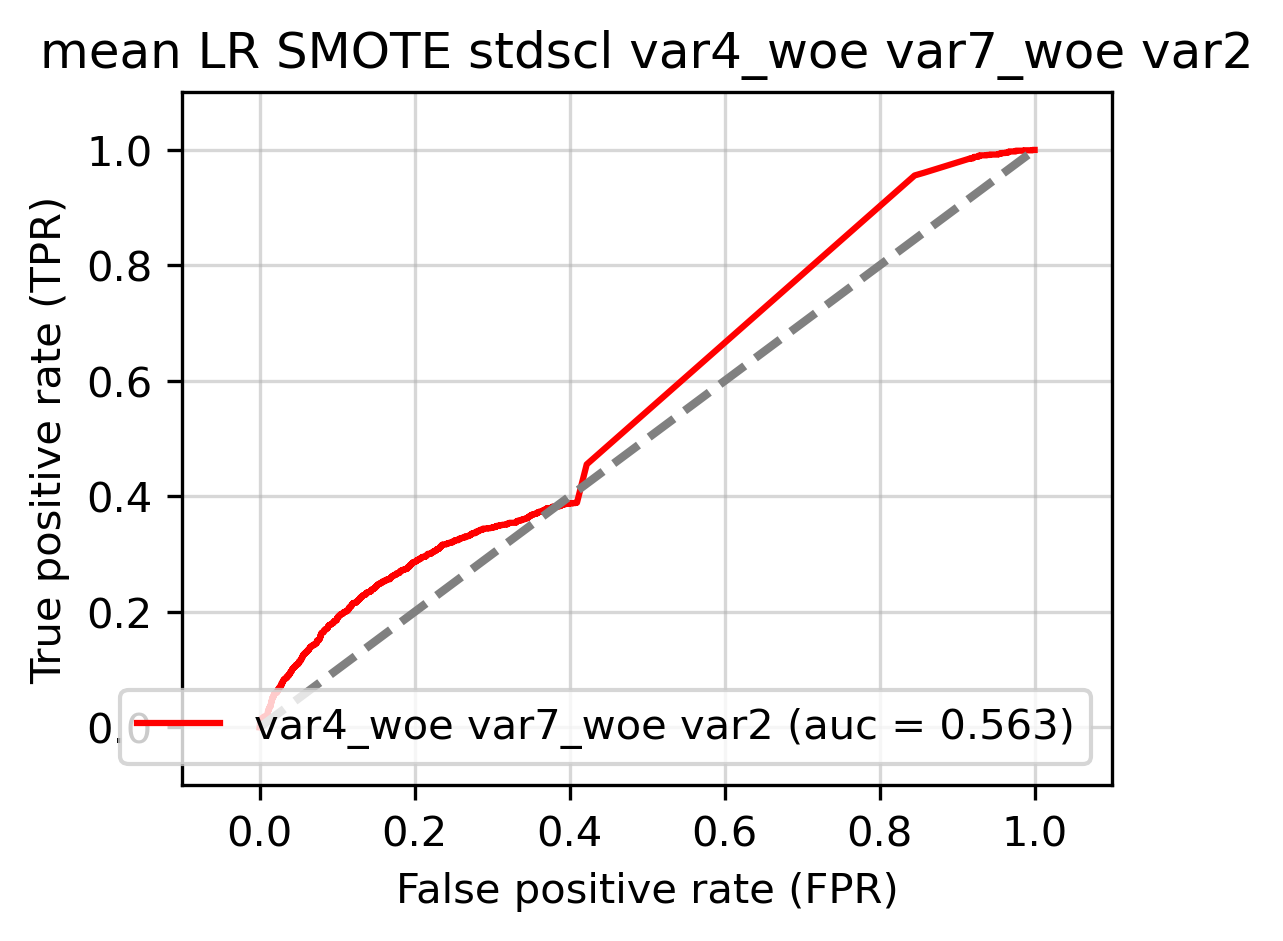 mean LR SMOTE stdscl var4_woe var7_woe var2
True positive rate (TPR)
1.0
0.8
0.6
0.4
0.2
0.0
var4_woe var7_woe var2 (auc = 0.563)
0.0 0.2 0.4 0.6 0.8 1.0
False positive rate (FPR)